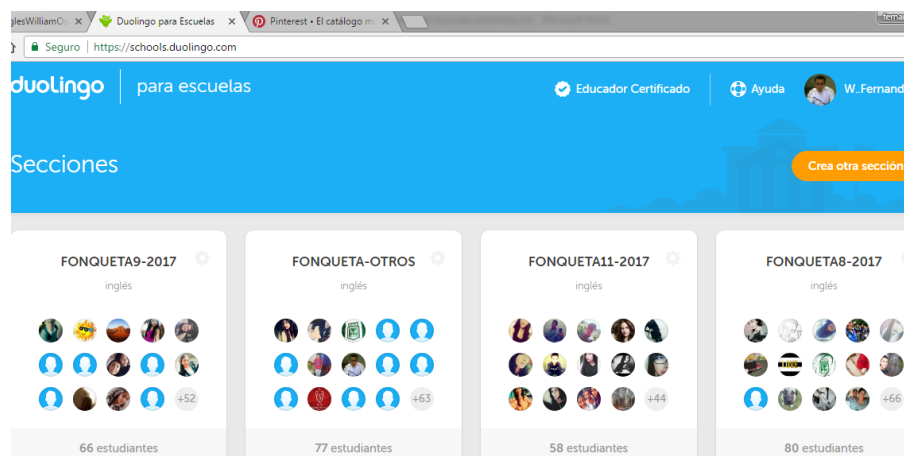 glesWilliamO
Duolingo para Escuelas
Pinterest • El catálogo m
Seguro | https://schools.duolingo.com
duolingo
para escuelas
Educador Certificado
Ayuda
W..Fernand
Secciones
Crea otra sección
FONQUETA9-2017
inglés
+52
66 estudiantes
FONQUETA-OTROS
inglés
+63
77 estudiantes
FONQUETA11-2017
inglés
+44
58 estudiantes
FONQUETA8-2017
inglés
+66
80 estudiantes